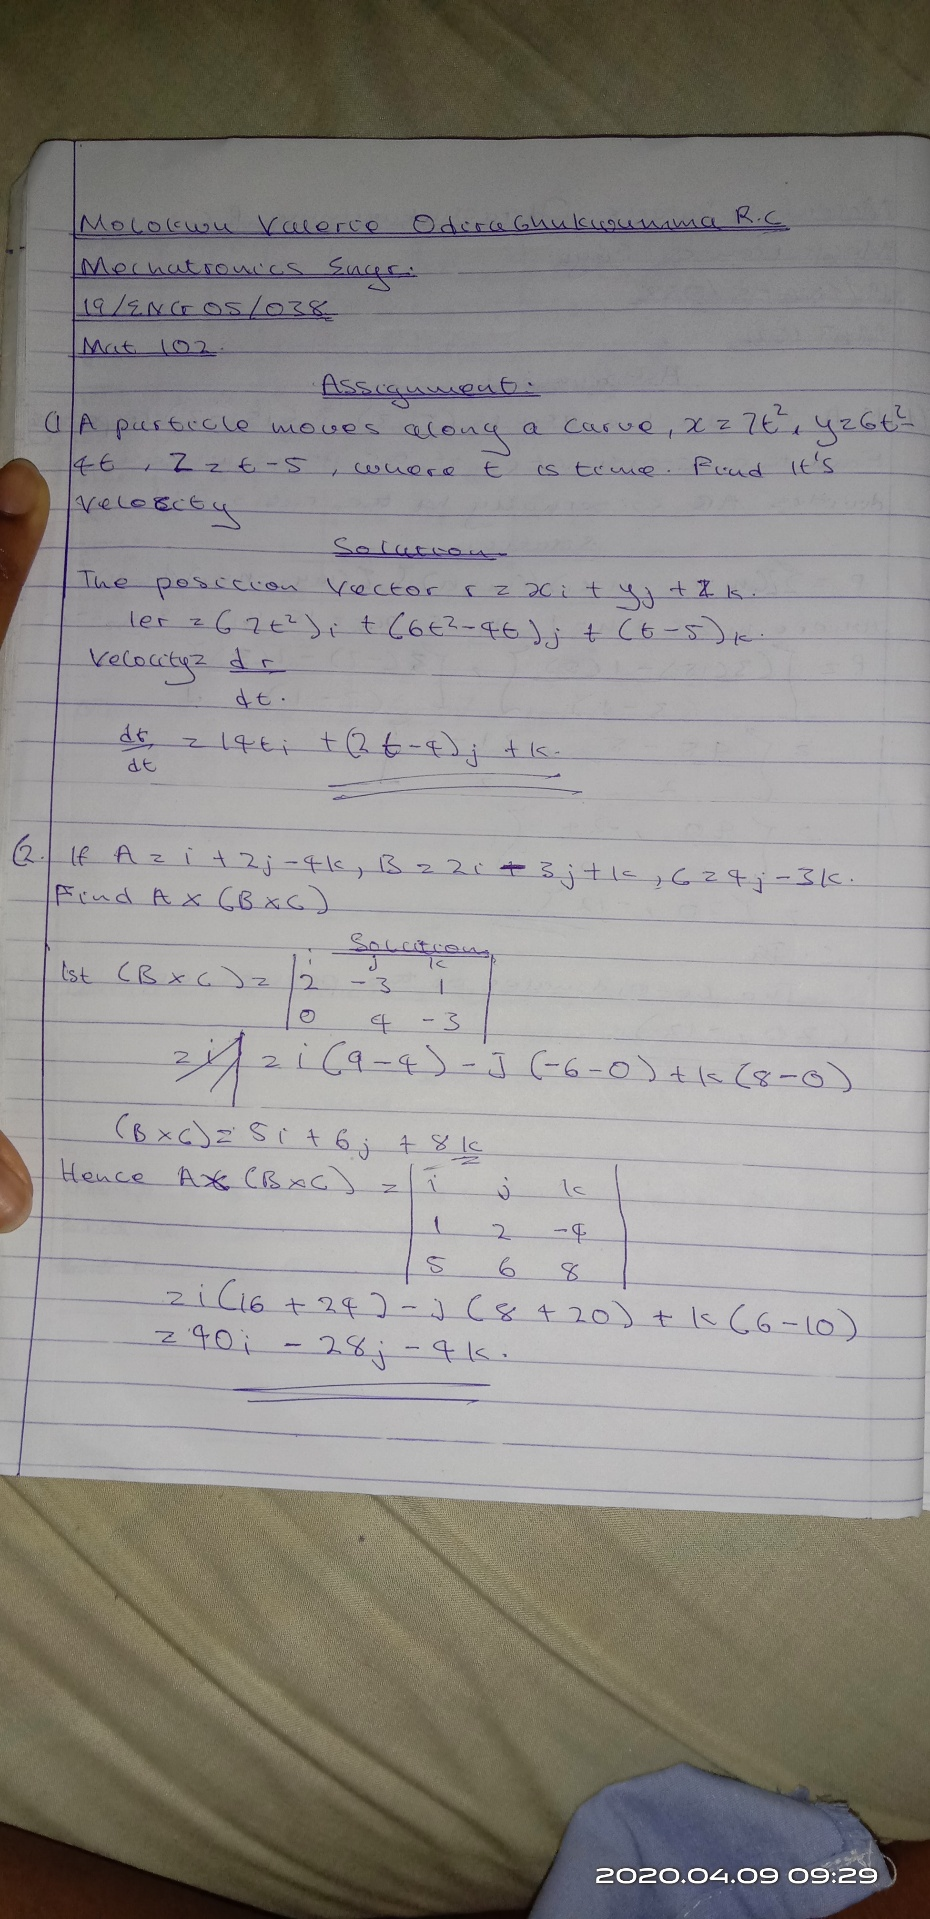 Molokwu Valerie Odirachukwunma R.C
Mechatronics Engr.
19/ENG 05/038
Mat 102.
Assignment.
1) A particle moves along a curve, x = 7t², y = 6t² -
4t, Z = t - 5, where t is time. Find It's
velocity
Solution
The position vector r = xi + yj + zk.
ie r = (7t²)i + (6t² - 4t)j + (t - 5)k.
Velocity = dr
dt.
dr/dt = 14ti + (2t - 4)j + k.
(2. If A = i + 2j - 4k, B = 2i - 3j + k, C = 4j - 3k.
Find A x (B x C)
Solution
i j k
1st (B x C) = | 2 -3 1 |
0 4 -3
= i = i(9 - 4) - J(-6 - 0) + k(8 - 0)
(B x C) = 5i + 6j + 8k
Hence A x (B x C) = | i j k |
1 2 -4
5 6 8
= i(16 + 24) - j(8 + 20) + k(6 - 10)
= 40i - 28j - 4k.
2020.04.09 09:29